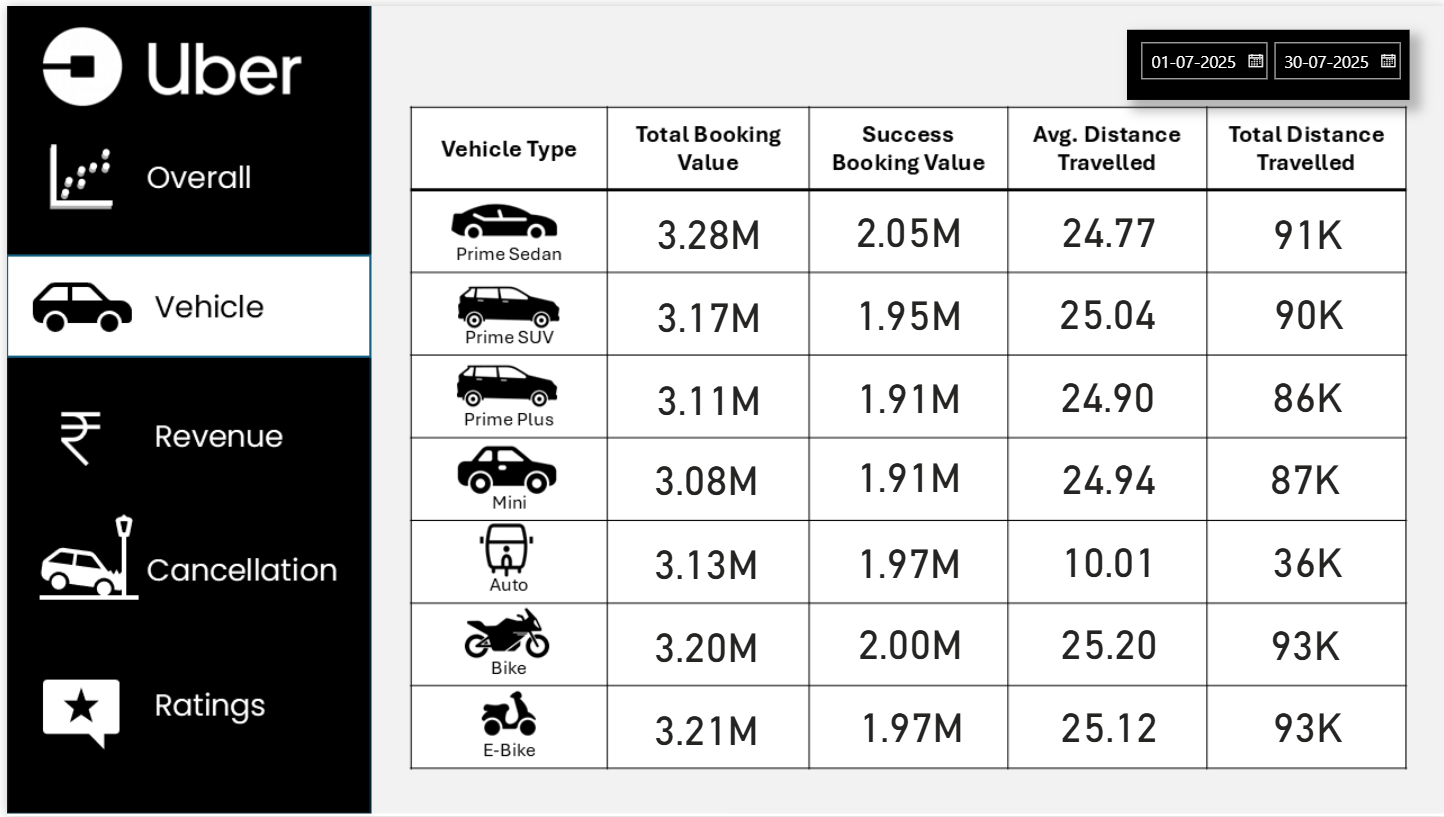 Uber
Overall
Vehicle
₹
Revenue
Cancellation
Ratings
01-07-2025 30-07-2025
Vehicle Type
Total Booking
Value
Success
Booking Value
Avg. Distance
Travelled
Total Distance
Travelled
Prime Sedan 3.28M 2.05M 24.77 91K
Prime SUV 3.17M 1.95M 25.04 90K
Prime Plus 3.11M 1.91M 24.90 86K
Mini 3.08M 1.91M 24.94 87K
Auto 3.13M 1.97M 10.01 36K
Bike 3.20M 2.00M 25.20 93K
E-Bike 3.21M 1.97M 25.12 93K